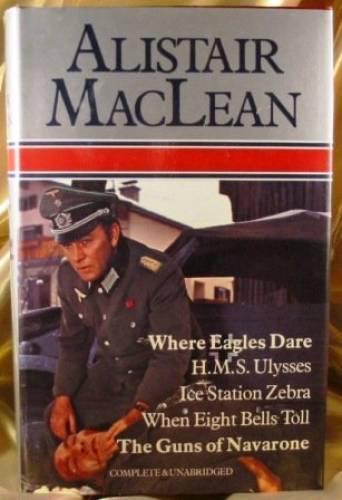 ALISTAIR
MACLEAN
Where Eagles Dare
H.M.S. Ulysses
Ice Station Zebra
When Eight Bells Toll
The Guns of Navarone
COMPLETE & UNABRIDGED